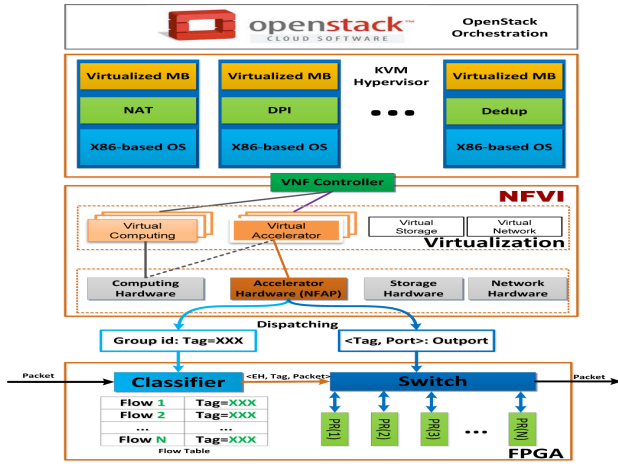 openstack™
CLOUD SOFTWARE
OpenStack
Orchestration
Virtualized MB
NAT
X86-based OS
Virtualized MB
DPI
X86-based OS
KVM
Hypervisor
...
Virtualized MB
Dedup
X86-based OS
VNF Controller
NFVI
Virtual
Computing
Virtual
Accelerator
Virtual
Storage
Virtual
Network
Virtualization
Computing
Hardware
Accelerator
Hardware (NFAP)
Storage
Hardware
Network
Hardware
Dispatching
Group id: Tag=XXX
<Tag, Port>: Outport
Packet
Classifier
<EH, Tag, Packet>
Switch
Packet
Flow 1 Tag=XXX
Flow 2 Tag=XXX
... ...
Flow N Tag=XXX
Flow Table
PR(1)
PR(2)
PR(3)
...
PR(N)
FPGA